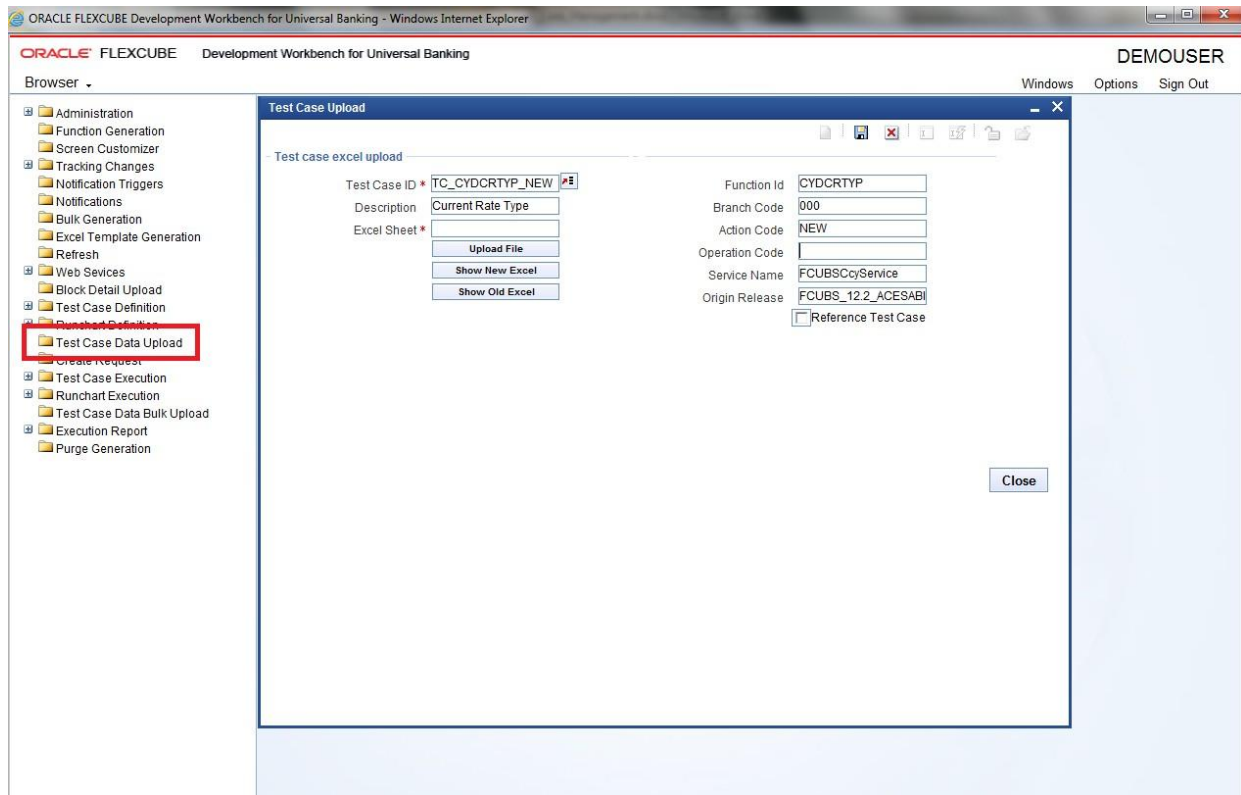 ORACLE FLEXCUBE Development Workbench for Universal Banking - Windows Internet Explorer
ORACLE FLEXCUBE Development Workbench for Universal Banking
DEMOUSER
Browser
Windows Options Sign Out
Administration
Function Generation
Screen Customizer
Tracking Changes
Notification Triggers
Notifications
Bulk Generation
Excel Template Generation
Refresh
Web Sevices
Block Detail Upload
Test Case Definition
Runchart Definition
Test Case Data Upload
Create Request
Test Case Execution
Runchart Execution
Test Case Data Bulk Upload
Execution Report
Purge Generation
Test Case Upload
Test case excel upload
Test Case ID * TC_CYDCRTYP_NEW
Description Current Rate Type
Excel Sheet *
Upload File
Show New Excel
Show Old Excel
Function Id CYDCRTYP
Branch Code 000
Action Code NEW
Operation Code
Service Name FCUBSCcyService
Origin Release FCUBS_12.2_ACESABI
Reference Test Case
Close